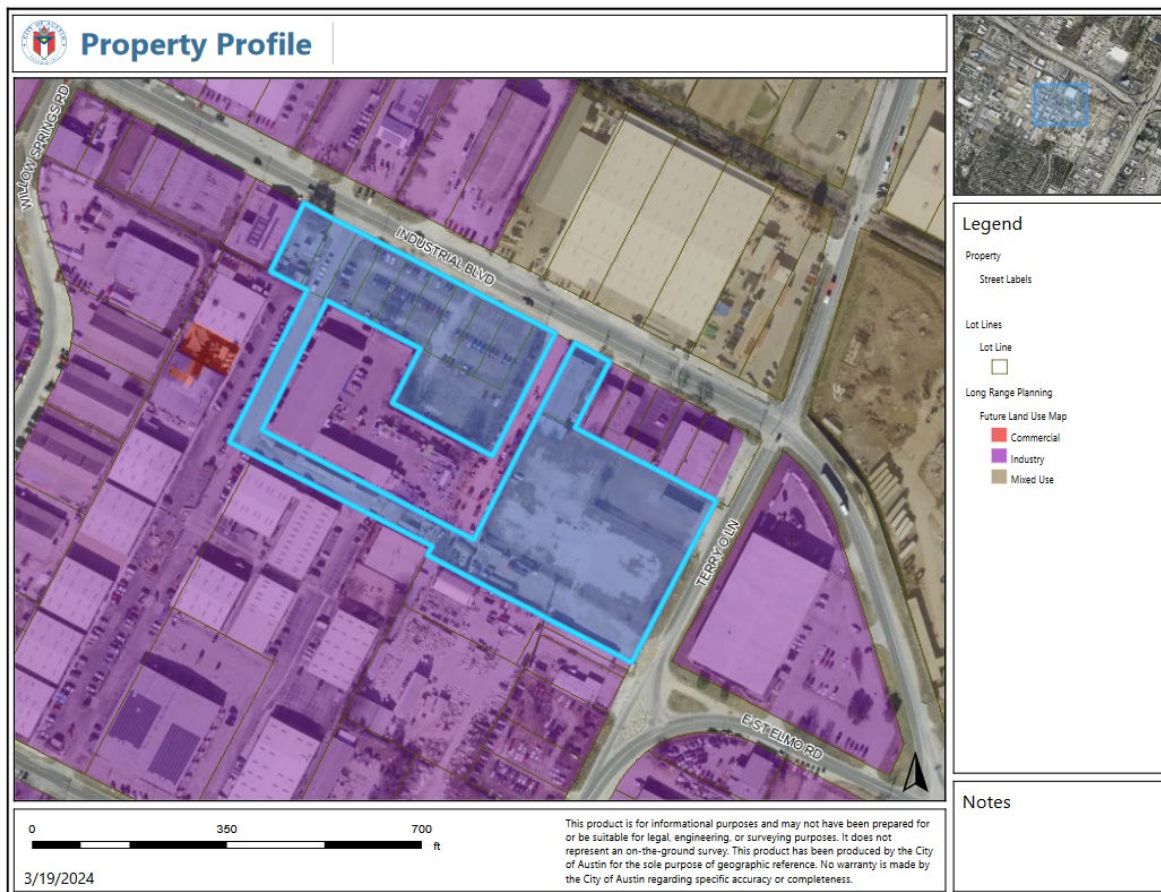 Property Profile
WILLOW SPRINGS RD
INDUSTRIAL BLVD
TERRY O LN
E ST ELMO RD
Legend
Property
Street Labels
Lot Lines
Lot Line
Long Range Planning
Future Land Use Map
Commercial
Industry
Mixed Use
Notes
0 350 700
ft
3/19/2024
This product is for informational purposes and may not have been prepared for
or be suitable for legal, engineering, or surveying purposes. It does not
represent an on-the-ground survey. This product has been produced by the City
of Austin for the sole purpose of geographic reference. No warranty is made by
the City of Austin regarding specific accuracy or completeness.